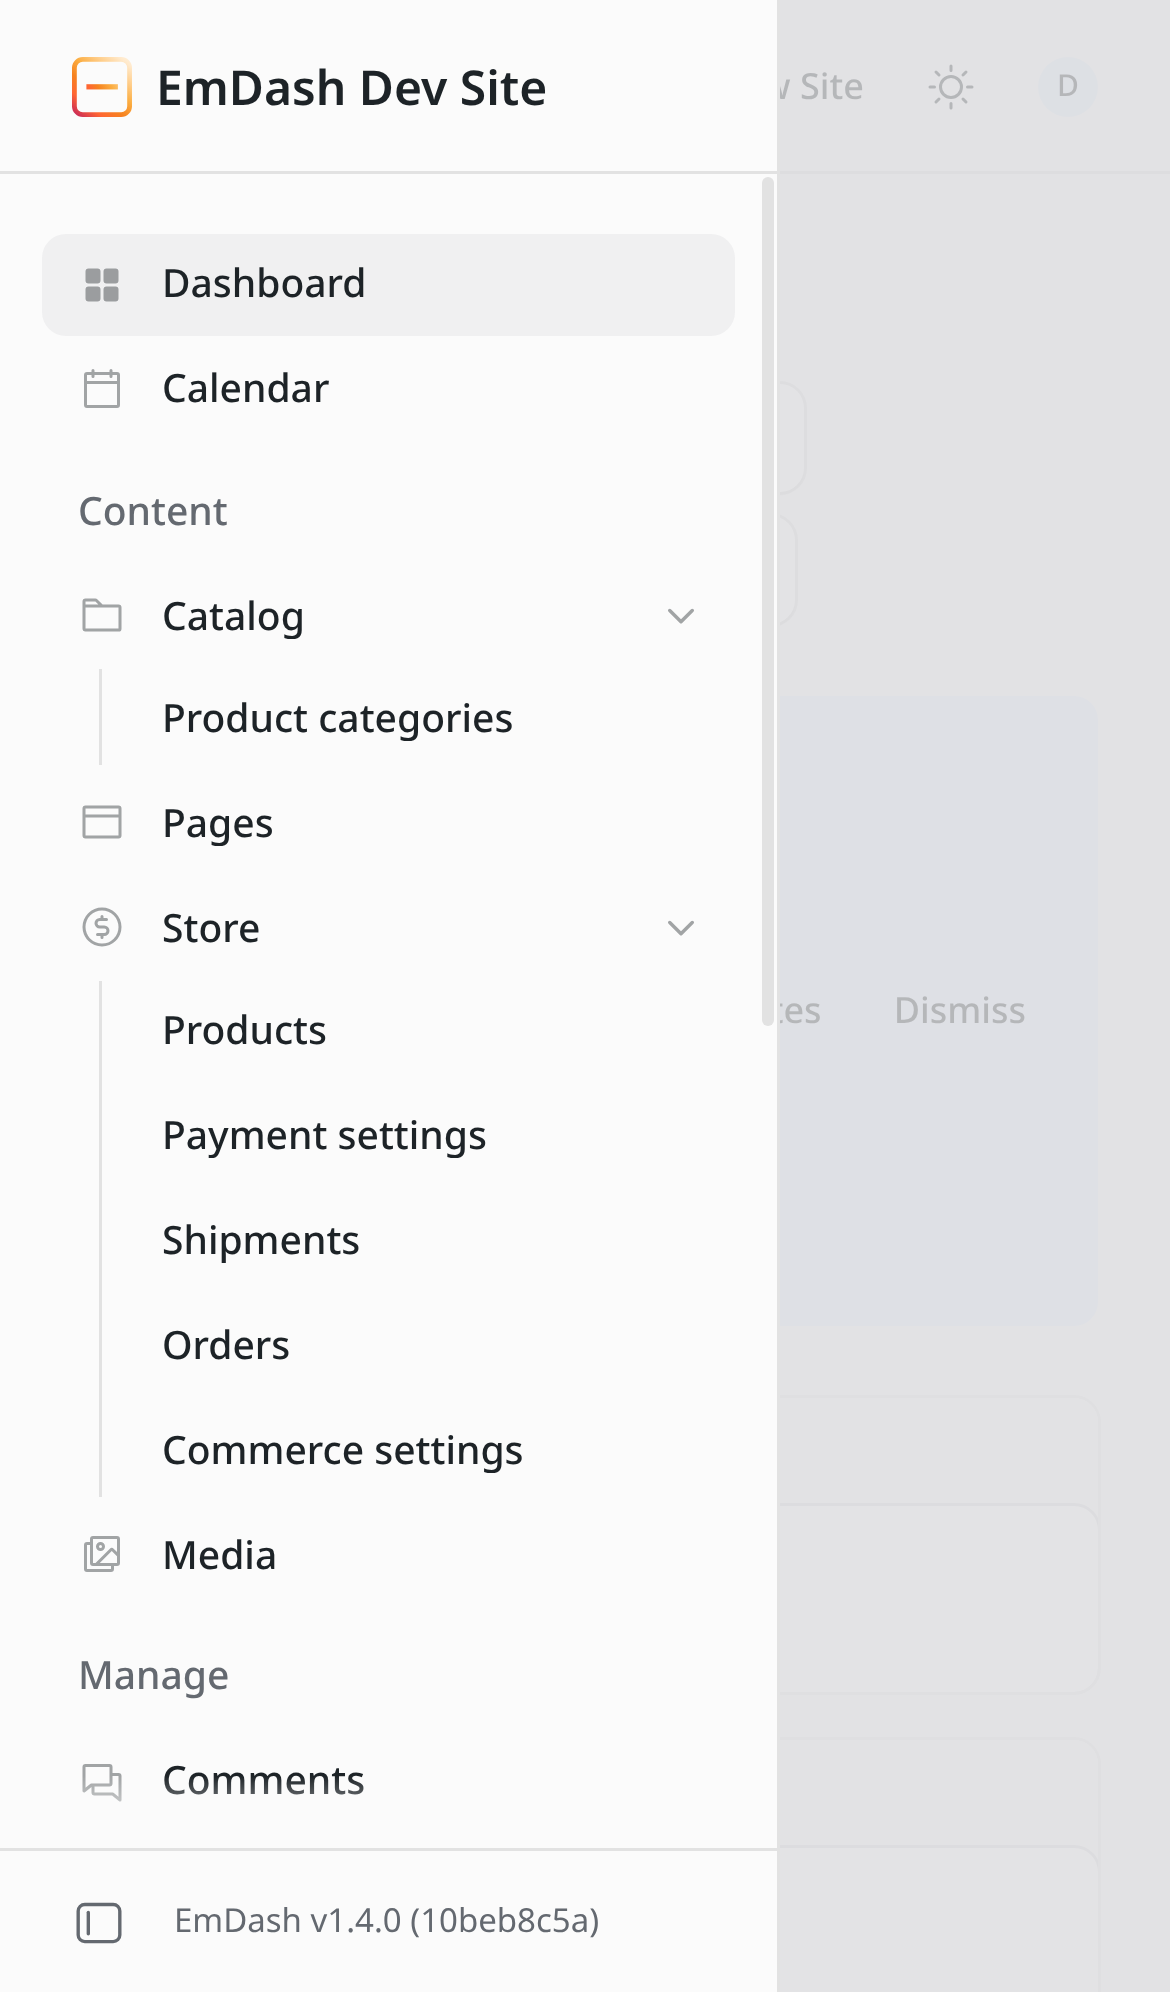 EmDash Dev Site
Site
D
Dashboard
Calendar
Content
Catalog
Product categories
Pages
Store
Products
Dismiss
Payment settings
Shipments
Orders
Commerce settings
Media
Manage
Comments
EmDash v1.4.0 (10beb8c5a)